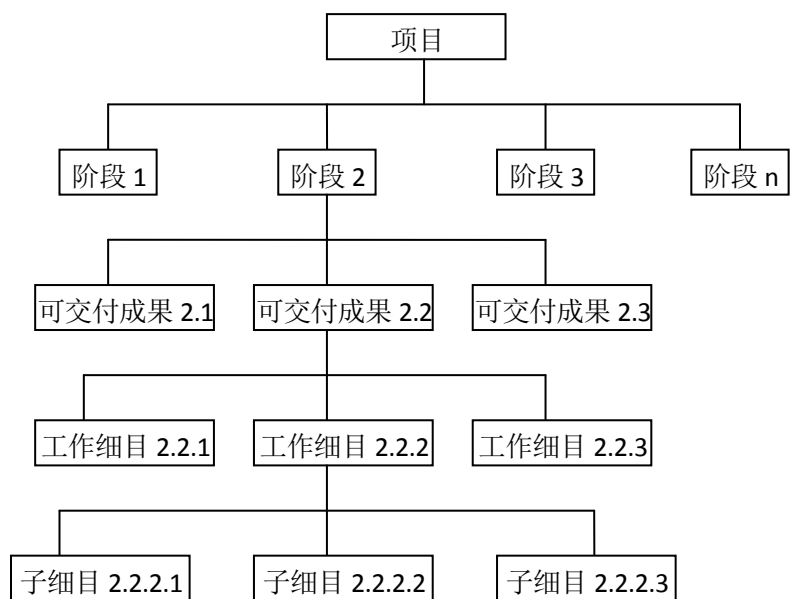 项目
阶段 1
阶段 2
阶段 3
阶段 n
可交付成果 2.1
可交付成果 2.2
可交付成果 2.3
工作细目 2.2.1
工作细目 2.2.2
工作细目 2.2.3
子细目 2.2.2.1
子细目 2.2.2.2
子细目 2.2.2.3